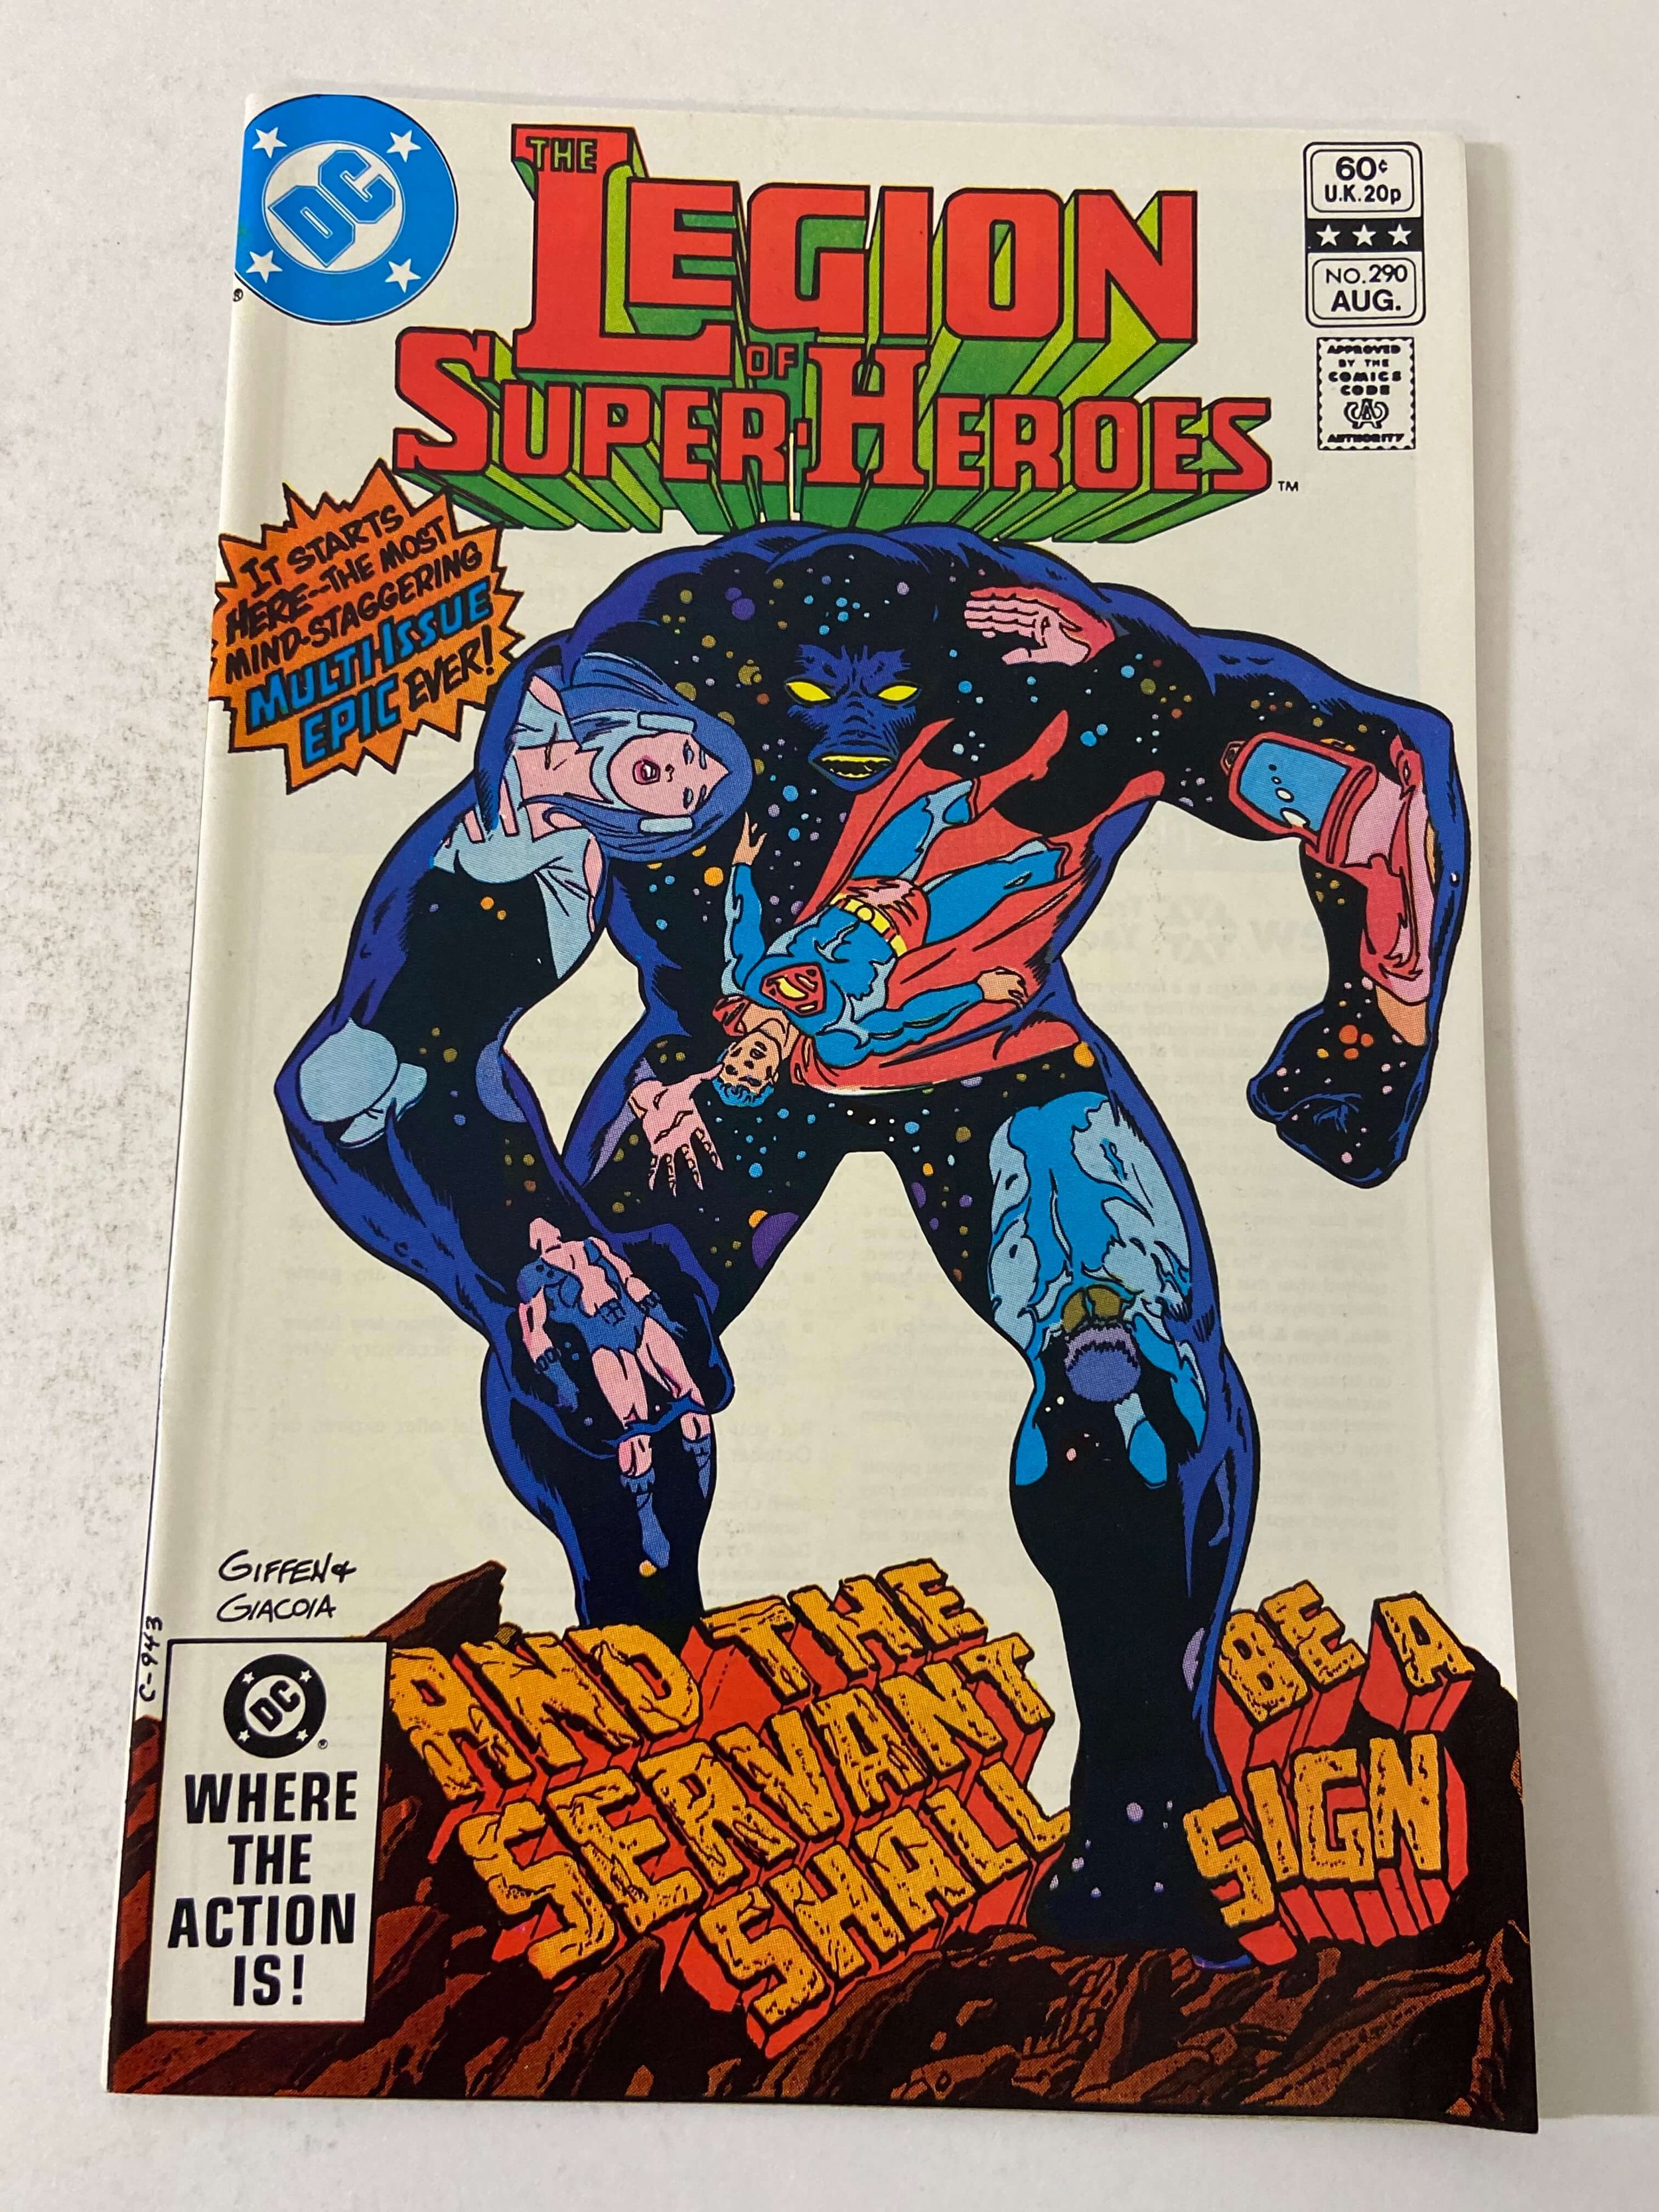 DC
®
THE
LEGION
OF
SUPER-HEROES
™
60¢
U.K. 20p
NO. 290
AUG.
APPROVED
BY THE
COMICS
CODE
CA
AUTHORITY
IT STARTS
HERE--THE MOST
MIND-STAGGERING
MULTI-ISSUE
EPIC EVER!
S
GIFFEN &
GIACOIA
C-943
AND THE
SERVANT
SHALL
BE A
SIGN
DC
®
WHERE
THE
ACTION
IS!